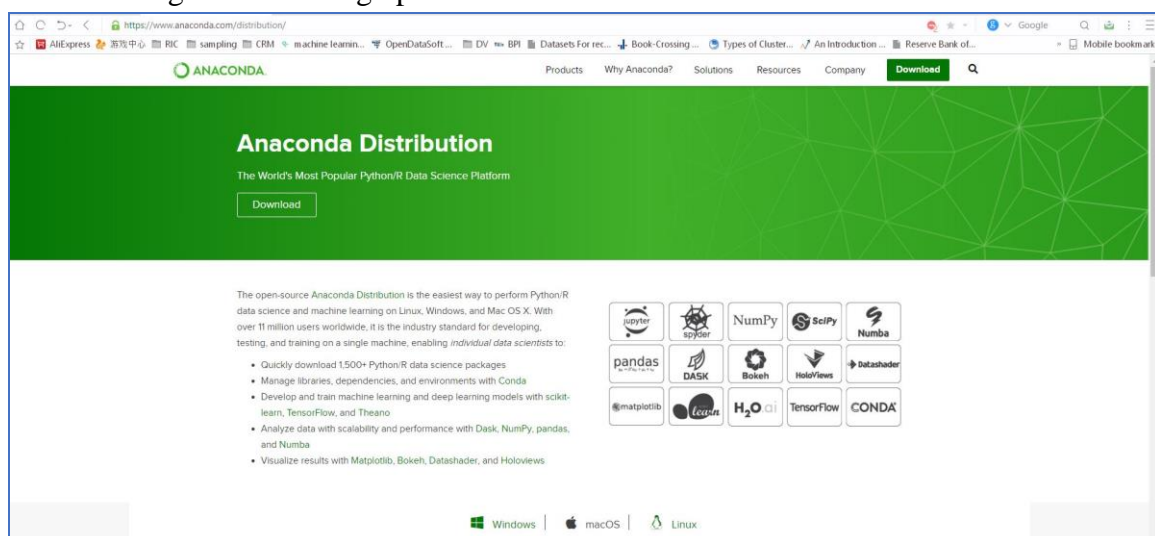 https://www.anaconda.com/distribution/
Google
AliExpress 游戏中心 RIC sampling CRM machine learnin... OpenDataSoft ... DV BPI Datasets For rec... Book-Crossing ... Types of Cluster... An Introduction ... Reserve Bank of... » Mobile bookmark
ANACONDA.
Products Why Anaconda? Solutions Resources Company Download
Anaconda Distribution
The World's Most Popular Python/R Data Science Platform
Download
The open-source Anaconda Distribution is the easiest way to perform Python/R
data science and machine learning on Linux, Windows, and Mac OS X. With
over 11 million users worldwide, it is the industry standard for developing,
testing, and training on a single machine, enabling individual data scientists to:
• Quickly download 1,500+ Python/R data science packages
• Manage libraries, dependencies, and environments with Conda
• Develop and train machine learning and deep learning models with scikit-
learn, TensorFlow, and Theano
• Analyze data with scalability and performance with Dask, NumPy, pandas,
and Numba
• Visualize results with Matplotlib, Bokeh, Datashader, and Holoviews
jupyter spyder NumPy SciPy Numba
pandas DASK Bokeh HoloViews Datashader
matplotlib learn H2O.ai TensorFlow CONDA
Windows | macOS | Linux